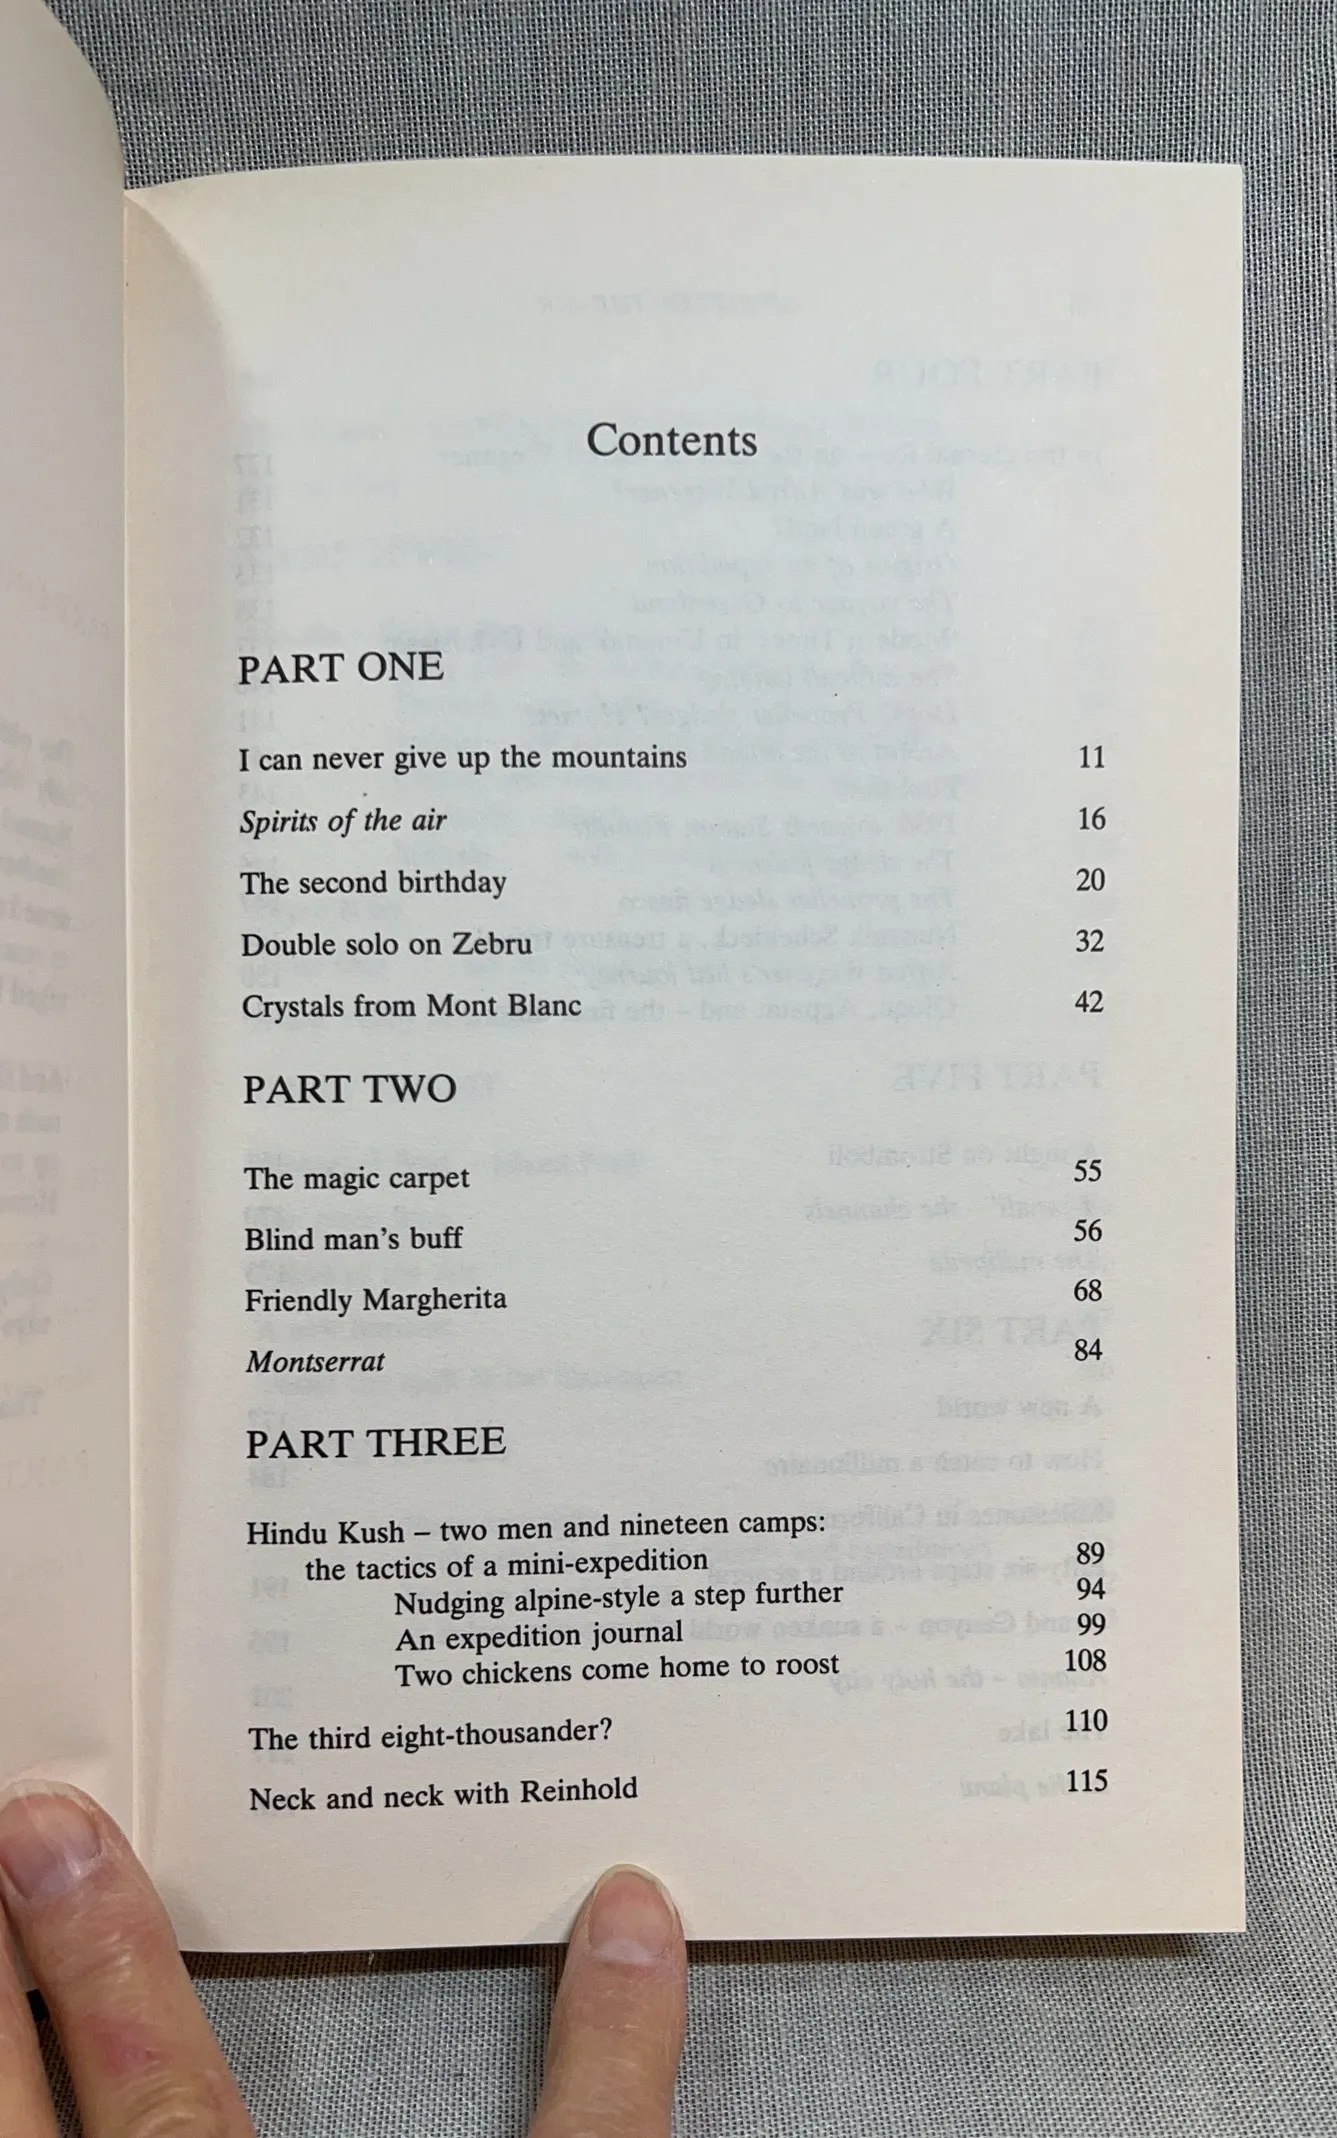 Contents
PART ONE
I can never give up the mountains 11
Spirits of the air 16
The second birthday 20
Double solo on Zebru 32
Crystals from Mont Blanc 42
PART TWO
The magic carpet 55
Blind man's buff 56
Friendly Margherita 68
Montserrat 84
PART THREE
Hindu Kush – two men and nineteen camps:
the tactics of a mini-expedition 89
Nudging alpine-style a step further 94
An expedition journal 99
Two chickens come home to roost 108
The third eight-thousander? 110
Neck and neck with Reinhold 115